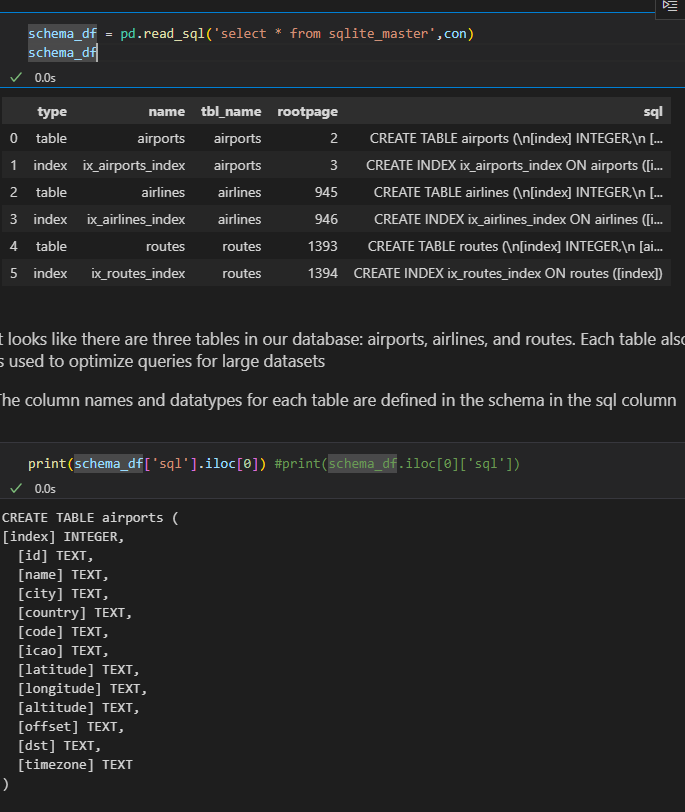 schema_df = pd.read_sql('select * from sqlite_master',con)
schema_df
0.0s
type name tbl_name rootpage sql
0 table airports airports 2 CREATE TABLE airports (\n[index] INTEGER,\n [...
1 index ix_airports_index airports 3 CREATE INDEX ix_airports_index ON airports ([i...
2 table airlines airlines 945 CREATE TABLE airlines (\n[index] INTEGER,\n [...
3 index ix_airlines_index airlines 946 CREATE INDEX ix_airlines_index ON airlines ([i...
4 table routes routes 1393 CREATE TABLE routes (\n[index] INTEGER,\n [ai...
5 index ix_routes_index routes 1394 CREATE INDEX ix_routes_index ON routes ([index])
t looks like there are three tables in our database: airports, airlines, and routes. Each table also
s used to optimize queries for large datasets
The column names and datatypes for each table are defined in the schema in the sql column
print(schema_df['sql'].iloc[0]) #print(schema_df.iloc[0]['sql'])
0.0s
CREATE TABLE airports (
[index] INTEGER,
[id] TEXT,
[name] TEXT,
[city] TEXT,
[country] TEXT,
[code] TEXT,
[icao] TEXT,
[latitude] TEXT,
[longitude] TEXT,
[altitude] TEXT,
[offset] TEXT,
[dst] TEXT,
[timezone] TEXT
)